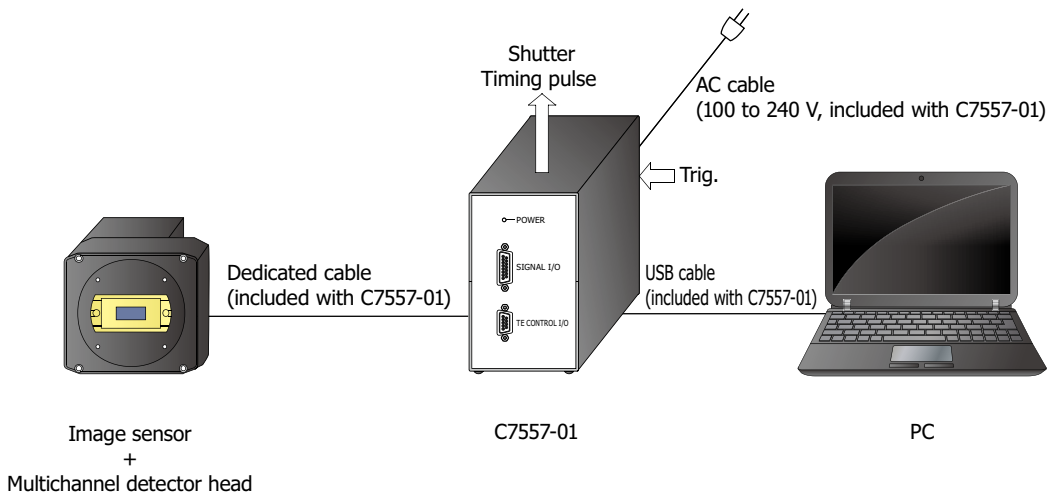 Shutter
Timing pulse
AC cable
(100 to 240 V, included with C7557-01)
Trig.
POWER
SIGNAL I/O
TE CONTROL I/O
Dedicated cable
(included with C7557-01)
USB cable
(included with C7557-01)
Image sensor
+
Multichannel detector head
C7557-01
PC